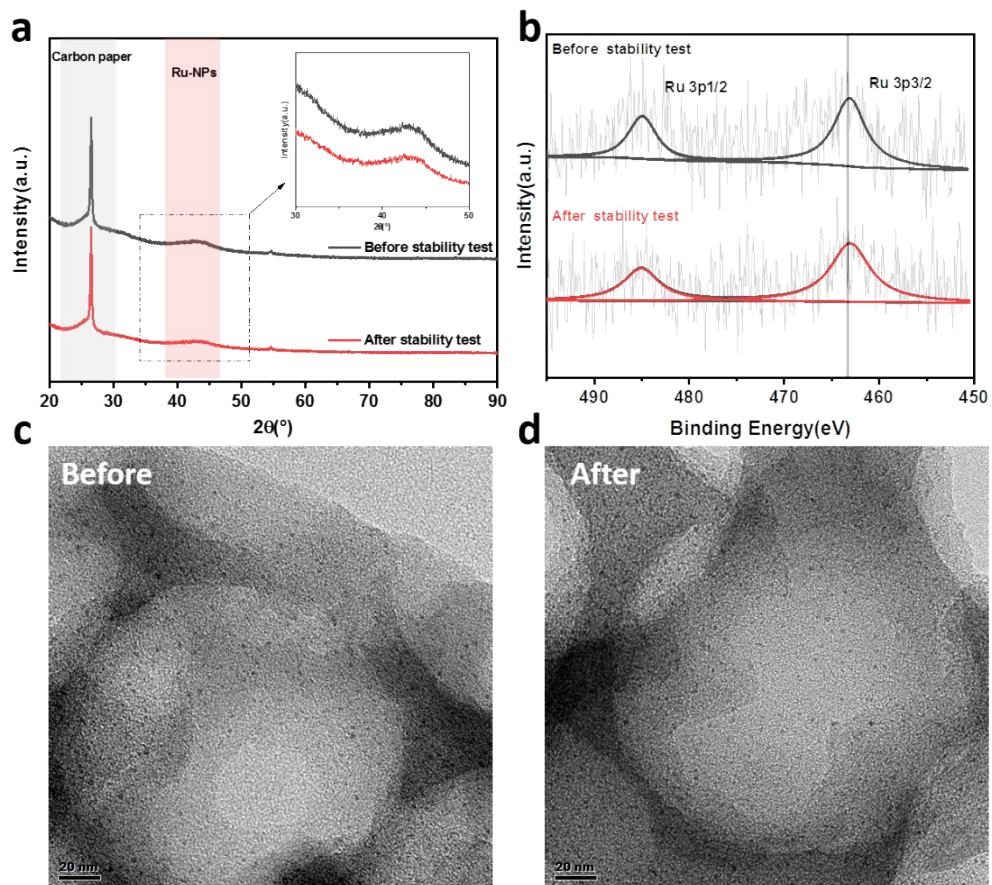 a
Carbon paper
Ru-NPs
Intensity(a.u.)
30 40 50
2θ(°)
Before stability test
After stability test
Intensity(a.u.)
20 30 40 50 60 70 80 90
2θ(°)
b
Before stability test
Ru 3p1/2
Ru 3p3/2
After stability test
Intensity(a.u.)
490 480 470 460 450
Binding Energy(eV)
c
Before
20 nm
d
After
20 nm